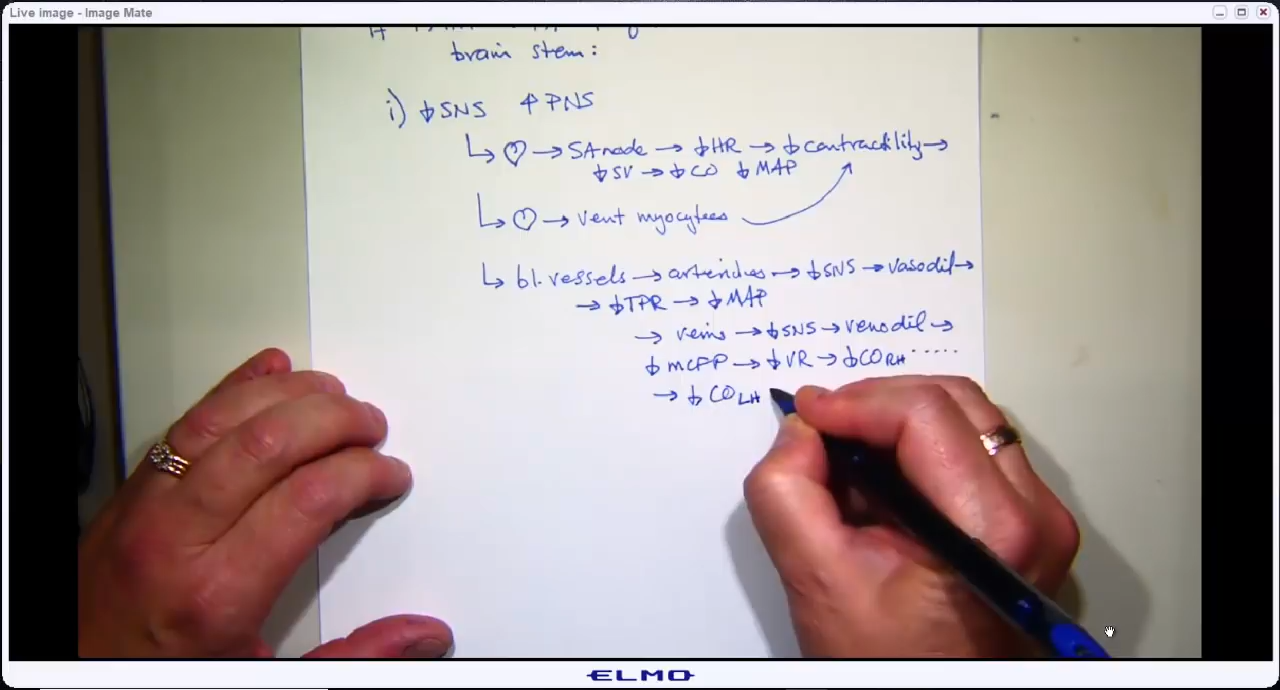 Live image - Image Mate
brain stem:
i) ↓SNS ↑PNS
↳ ♡ → SA node → ↓HR → ↓contractility →
↓SV → ↓CO ↓MAP
↳ ♡ → vent myocytes
↳ bl. vessels → arterioles → ↓SNS → vasodil →
→ ↓TPR → ↓MAP
→ veins → ↓SNS → venodil →
↓MCFP → ↓VR → ↓CO RH .....
→ ↓CO LH
ELMO